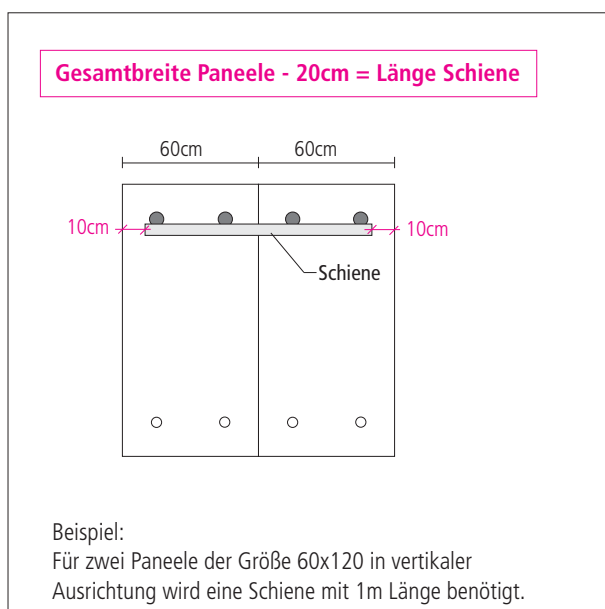 Gesamtbreite Paneele - 20cm = Länge Schiene
60cm 60cm
10cm 10cm
Schiene
Beispiel:
Für zwei Paneele der Größe 60x120 in vertikaler
Ausrichtung wird eine Schiene mit 1m Länge benötigt.